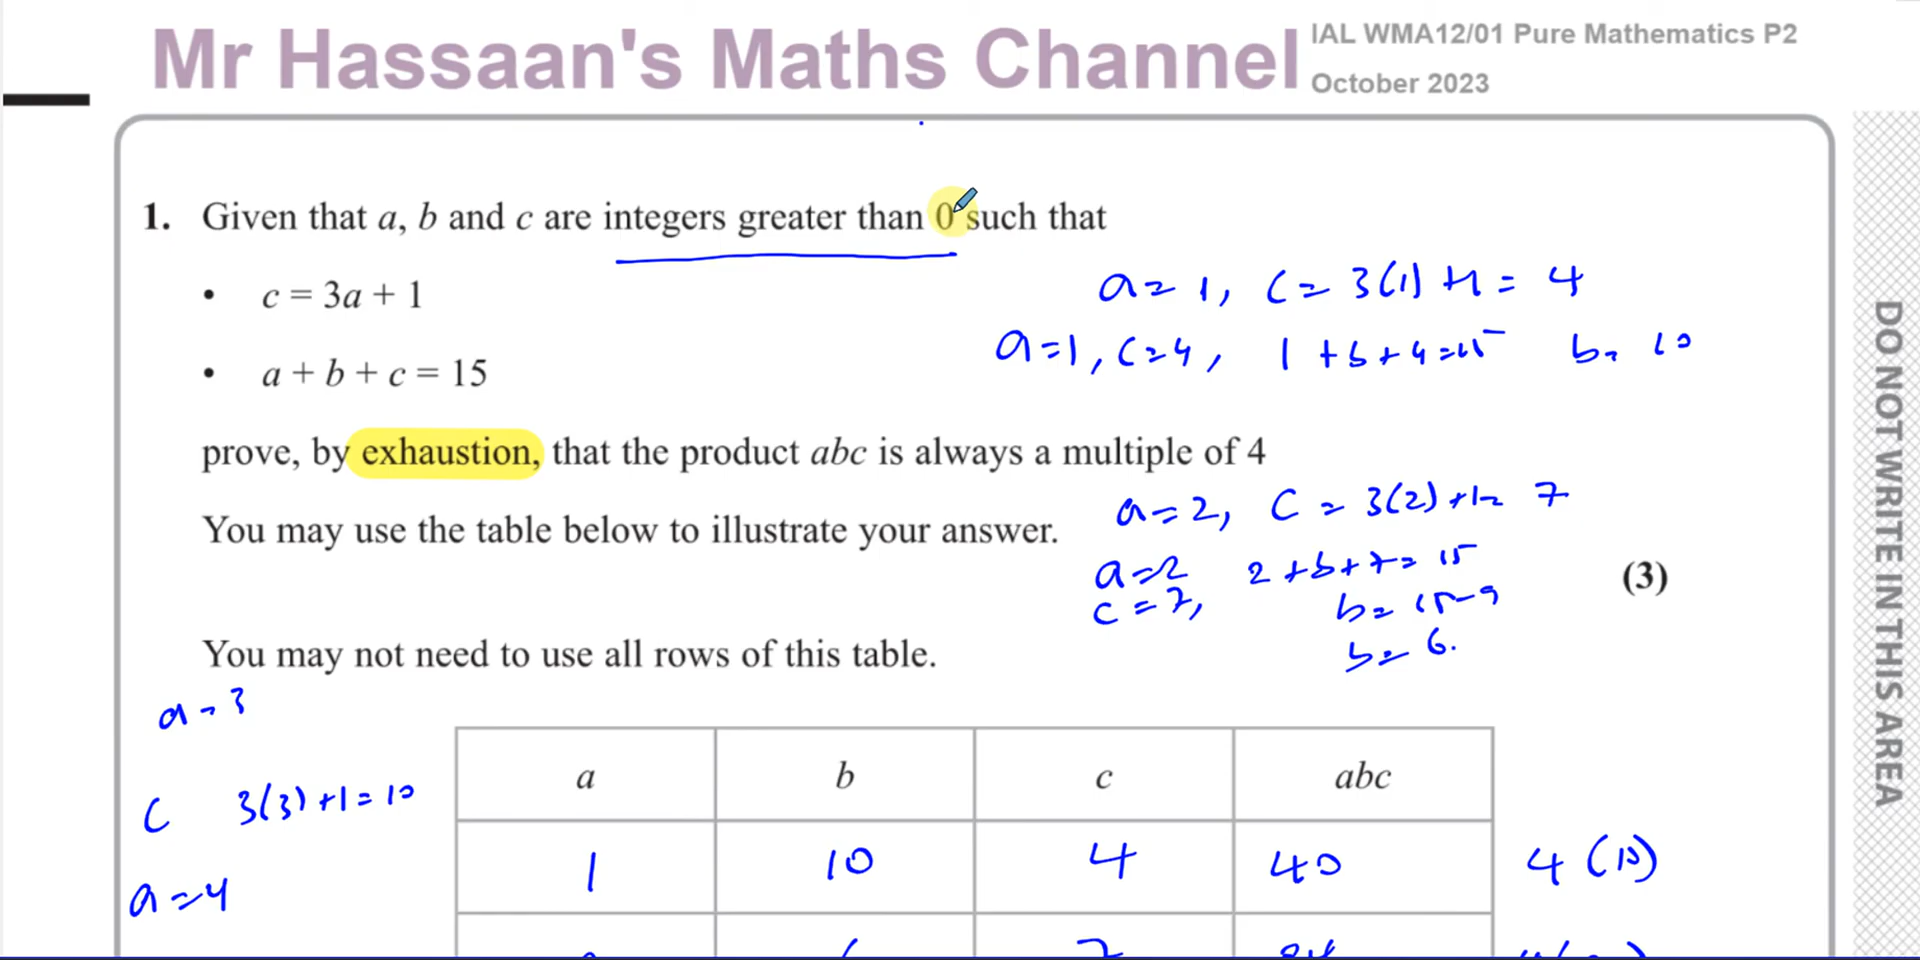 Mr Hassaan's Maths Channel
IAL WMA12/01 Pure Mathematics P2
October 2023
1. Given that a, b and c are integers greater than 0 such that
• c = 3a + 1
a = 1, c = 3(1) + 1 = 4
• a + b + c = 15
a = 1, c = 4, 1 + b + 4 = 15 b = 10
prove, by exhaustion, that the product abc is always a multiple of 4
a = 2, C = 3(2) + 1 = 7
You may use the table below to illustrate your answer.
a = 2 2 + b + 7 = 15
(3)
c = 7, b = 15 - 9
b = 6.
You may not need to use all rows of this table.
a = 3
a b c abc
C 3(3) + 1 = 10
1 10 4 40 4(10)
a = 4
7 84
DO NOT WRITE IN THIS AREA